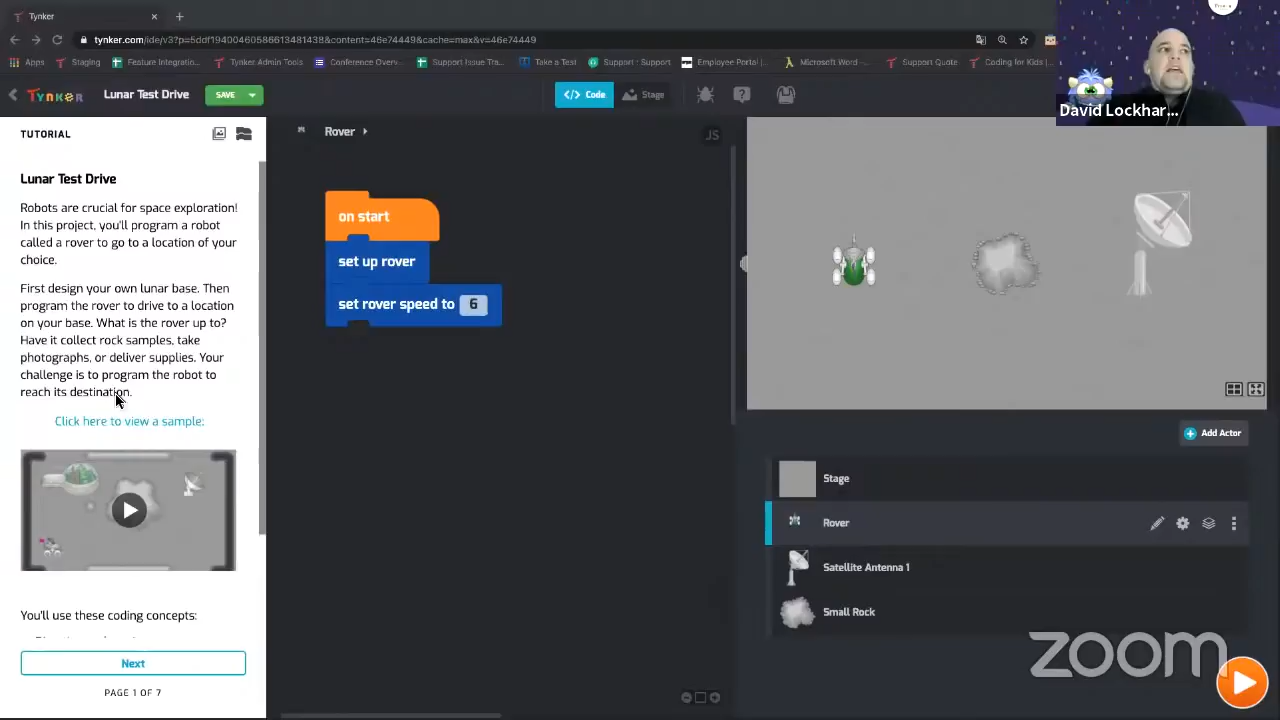 Tynker
tynker.com/ide/v3?p=5ddf19400460586613481438&content=46e74449&cache=max&v=46e74449
Apps
Staging
Feature Integratio...
Tynker Admin Tools
Conference Overv...
Support Issue Tra...
Take a Test
Support : Support
Employee Portal |...
Microsoft Word -...
Support Quote
Coding for Kids |...
TYNKER
Lunar Test Drive
SAVE
</> Code
Stage
David Lockhar...
TUTORIAL
Rover
JS
Lunar Test Drive
Robots are crucial for space exploration!
In this project, you'll program a robot
called a rover to go to a location of your
choice.
First design your own lunar base. Then
program the rover to drive to a location
on your base. What is the rover up to?
Have it collect rock samples, take
photographs, or deliver supplies. Your
challenge is to program the robot to
reach its destination.
Click here to view a sample:
You'll use these coding concepts:
Next
PAGE 1 OF 7
on start
set up rover
set rover speed to 6
Add Actor
Stage
Rover
Satellite Antenna 1
Small Rock
zoom